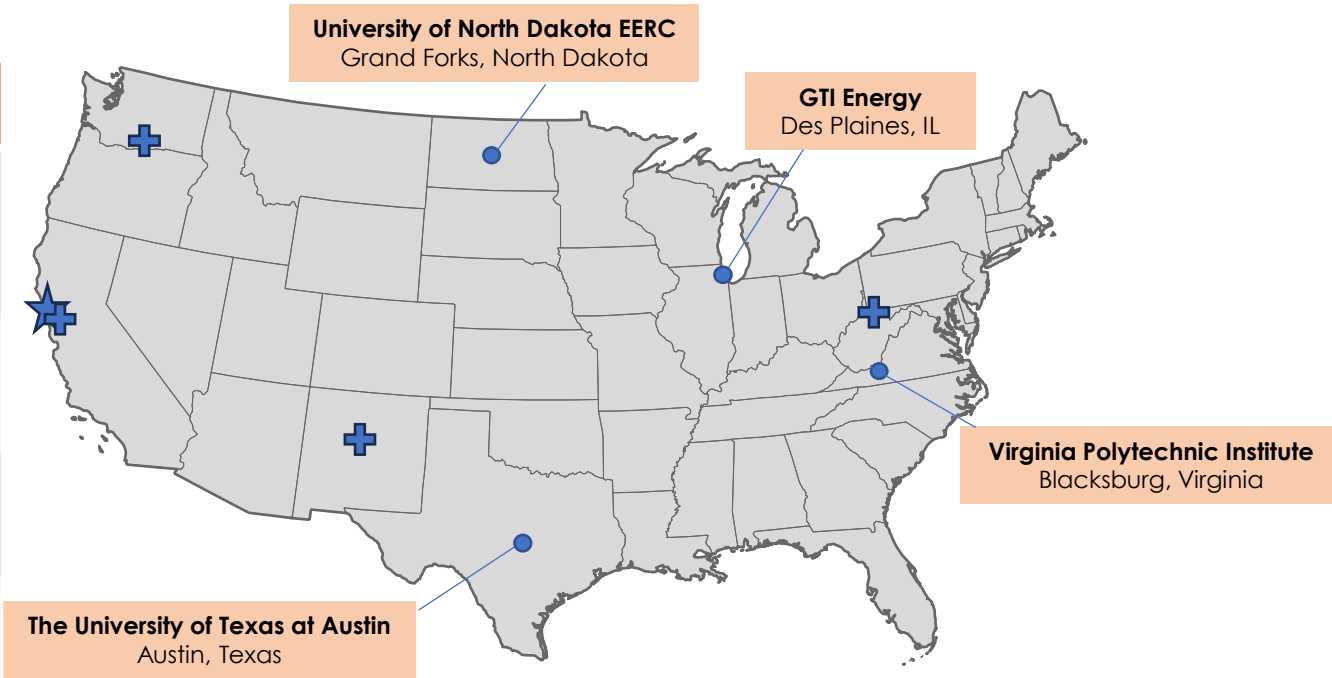 University of North Dakota EERC
Grand Forks, North Dakota
GTI Energy
Des Plaines, IL
Virginia Polytechnic Institute
Blacksburg, Virginia
The University of Texas at Austin
Austin, Texas